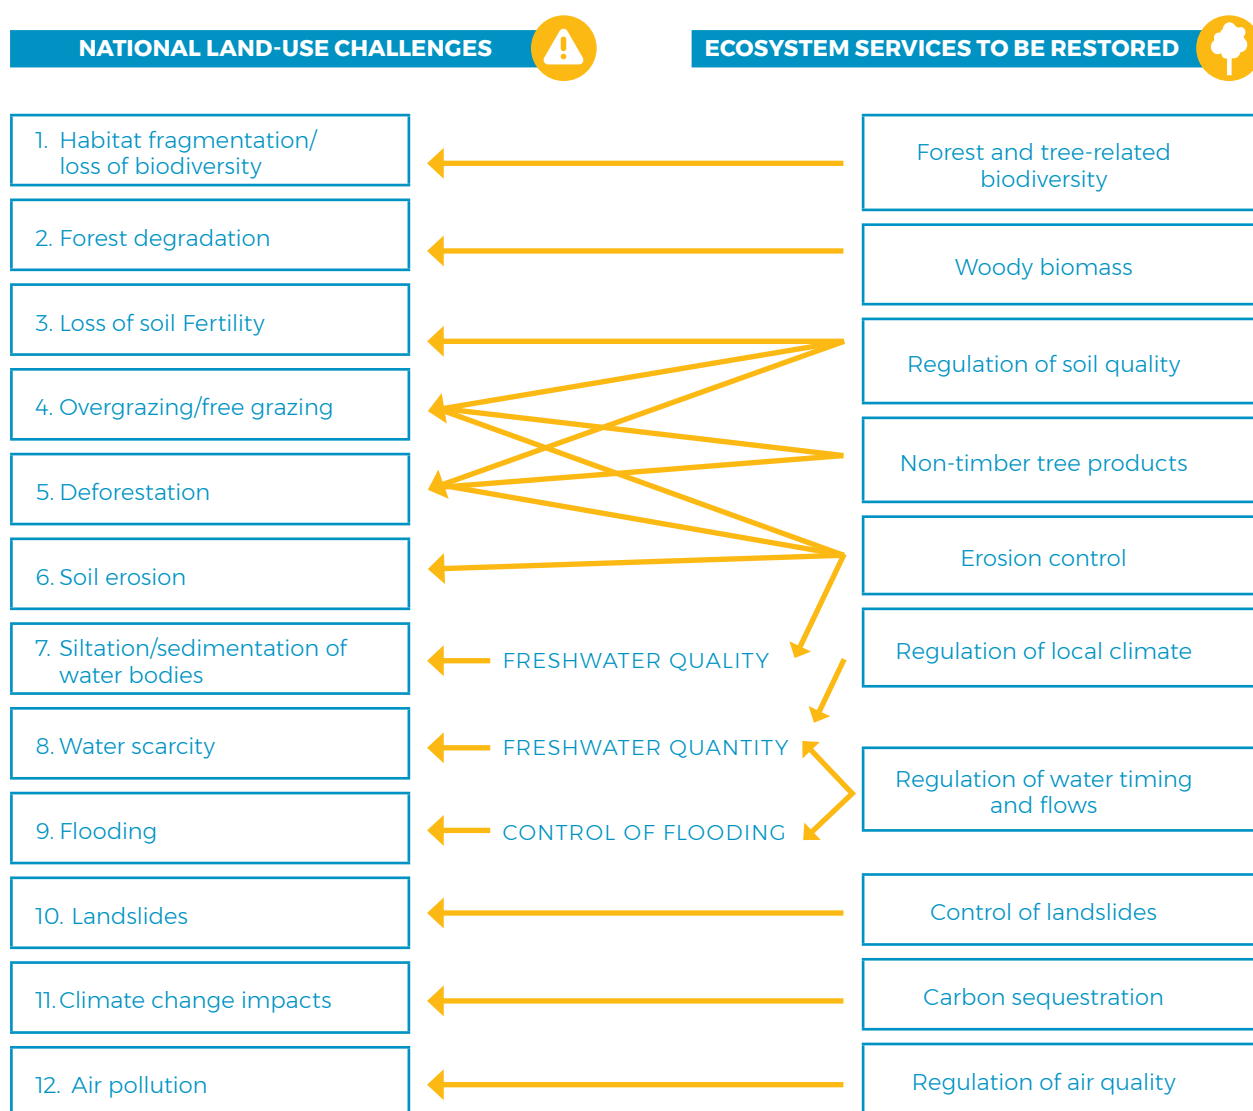 NATIONAL LAND-USE CHALLENGES
ECOSYSTEM SERVICES TO BE RESTORED
1. Habitat fragmentation/
loss of biodiversity
2. Forest degradation
3. Loss of soil Fertility
4. Overgrazing/free grazing
5. Deforestation
6. Soil erosion
7. Siltation/sedimentation of
water bodies
8. Water scarcity
9. Flooding
10. Landslides
11. Climate change impacts
12. Air pollution
FRESHWATER QUALITY
FRESHWATER QUANTITY
CONTROL OF FLOODING
Forest and tree-related
biodiversity
Woody biomass
Regulation of soil quality
Non-timber tree products
Erosion control
Regulation of local climate
Regulation of water timing
and flows
Control of landslides
Carbon sequestration
Regulation of air quality